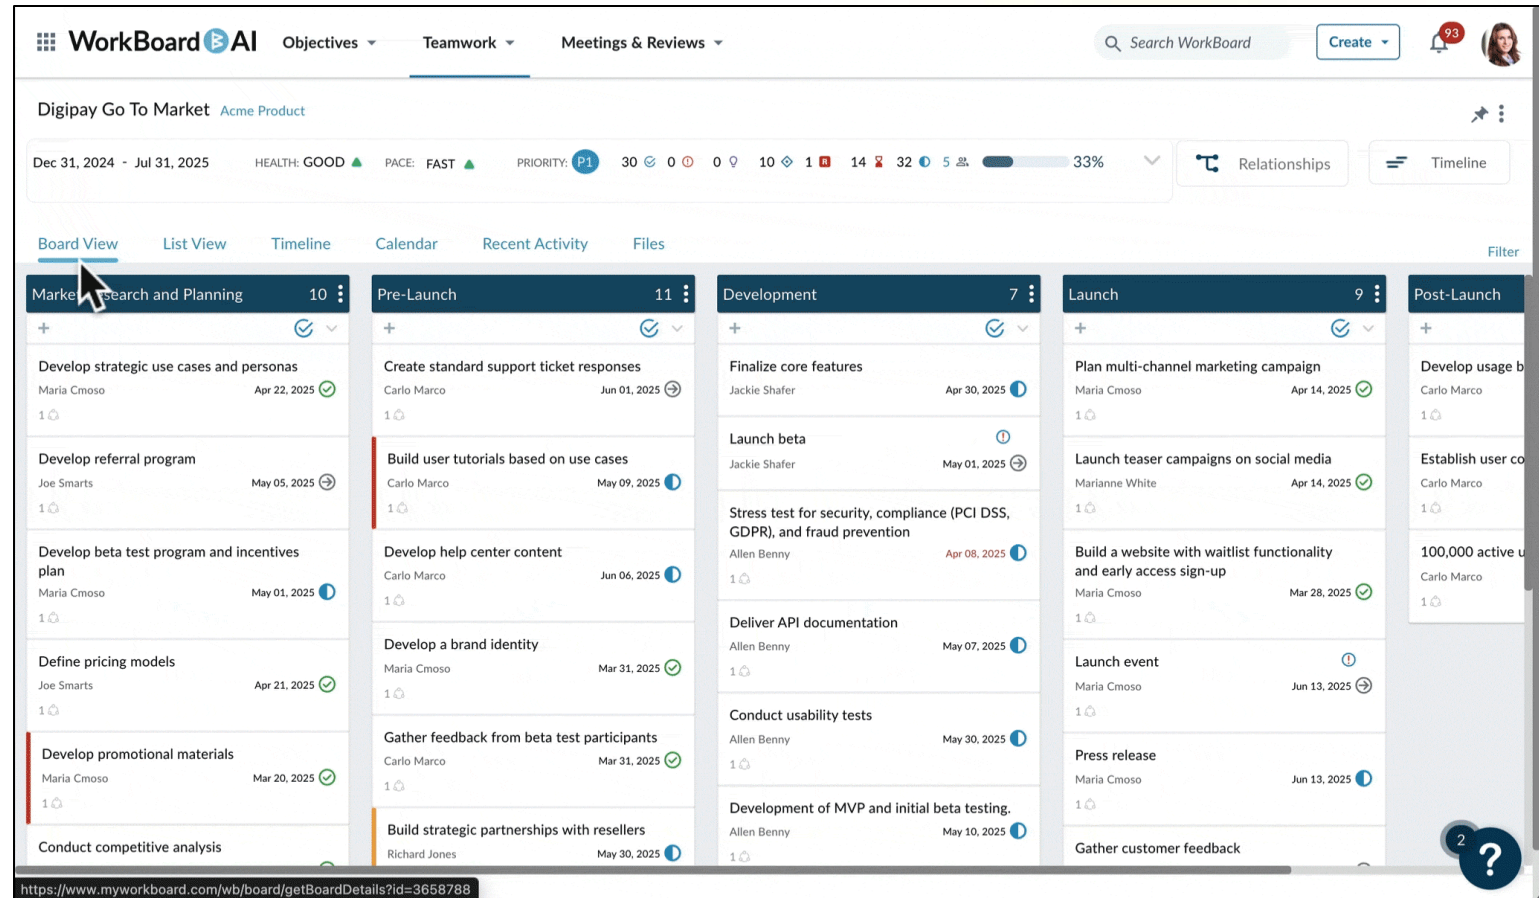 WorkBoard AI
Objectives
Teamwork
Meetings & Reviews
Search WorkBoard
Create
93
Digipay Go To Market
Acme Product
Dec 31, 2024 - Jul 31, 2025
HEALTH: GOOD
PACE: FAST
PRIORITY: P1
30
0
0
10
1 R
14
32
5
33%
Relationships
Timeline
Board View
List View
Timeline
Calendar
Recent Activity
Files
Filter
Market search and Planning 10
Develop strategic use cases and personas
Maria Cmoso
Apr 22, 2025
1
Develop referral program
Joe Smarts
May 05, 2025
1
Develop beta test program and incentives
plan
Maria Cmoso
May 01, 2025
1
Define pricing models
Joe Smarts
Apr 21, 2025
1
Develop promotional materials
Maria Cmoso
Mar 20, 2025
1
Conduct competitive analysis
Pre-Launch 11
Create standard support ticket responses
Carlo Marco
Jun 01, 2025
1
Build user tutorials based on use cases
Carlo Marco
May 09, 2025
1
Develop help center content
Carlo Marco
Jun 06, 2025
1
Develop a brand identity
Maria Cmoso
Mar 31, 2025
1
Gather feedback from beta test participants
Carlo Marco
Mar 31, 2025
1
Build strategic partnerships with resellers
Richard Jones
May 30, 2025
Development 7
Finalize core features
Jackie Shafer
Apr 30, 2025
Launch beta
Jackie Shafer
May 01, 2025
Stress test for security, compliance (PCI DSS,
GDPR), and fraud prevention
Allen Benny
Apr 08, 2025
1
Deliver API documentation
Allen Benny
May 07, 2025
1
Conduct usability tests
Allen Benny
May 30, 2025
1
Development of MVP and initial beta testing.
Allen Benny
May 10, 2025
1
Launch 9
Plan multi-channel marketing campaign
Maria Cmoso
Apr 14, 2025
1
Launch teaser campaigns on social media
Marianne White
Apr 14, 2025
1
Build a website with waitlist functionality
and early access sign-up
Maria Cmoso
Mar 28, 2025
1
Launch event
Maria Cmoso
Jun 13, 2025
1
Press release
Maria Cmoso
Jun 13, 2025
1
Gather customer feedback
Post-Launch
Develop usage b
Carlo Marco
1
Establish user co
Carlo Marco
1
100,000 active u
Carlo Marco
1
2
?
https://www.myworkboard.com/wb/board/getBoardDetails?id=3658788